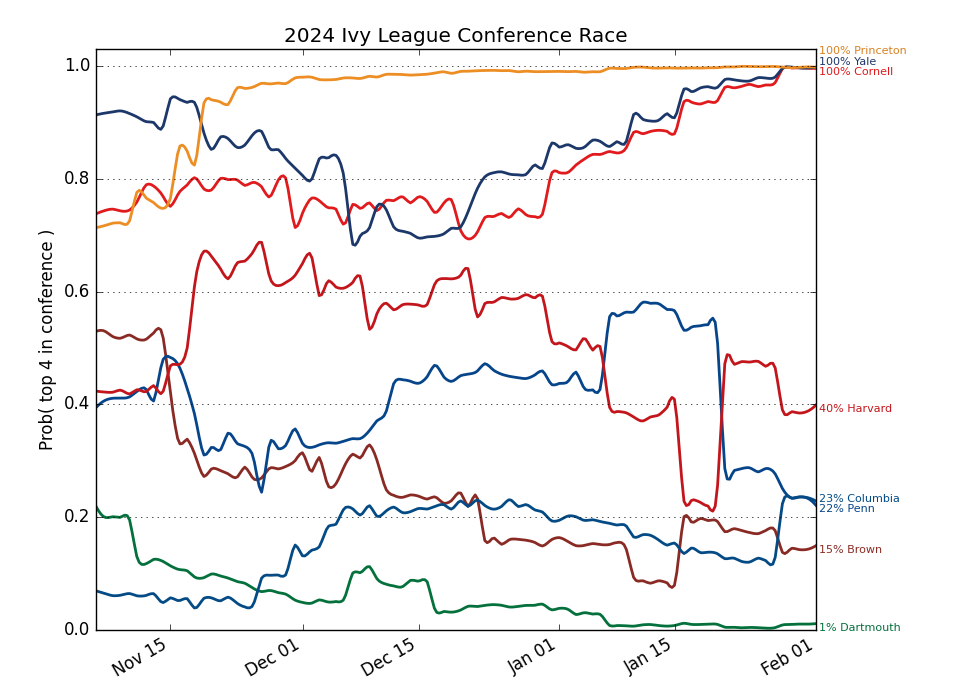 2024 Ivy League Conference Race
Prob( top 4 in conference )
1.0
0.8
0.6
0.4
0.2
0.0
Nov 15
Dec 01
Dec 15
Jan 01
Jan 15
Feb 01
100% Princeton
100% Yale
100% Cornell
40% Harvard
23% Columbia
22% Penn
15% Brown
1% Dartmouth